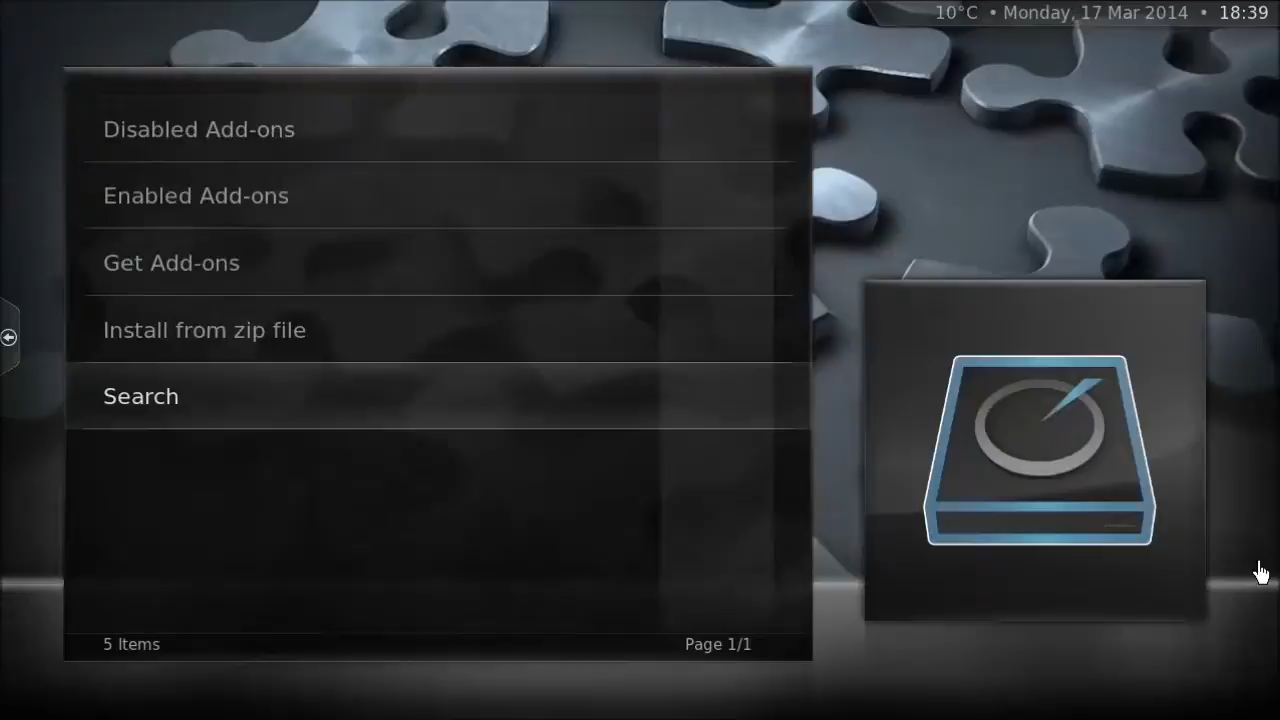 10°C • Monday, 17 Mar 2014 • 18:39
Disabled Add-ons
Enabled Add-ons
Get Add-ons
Install from zip file
Search
5 Items
Page 1/1